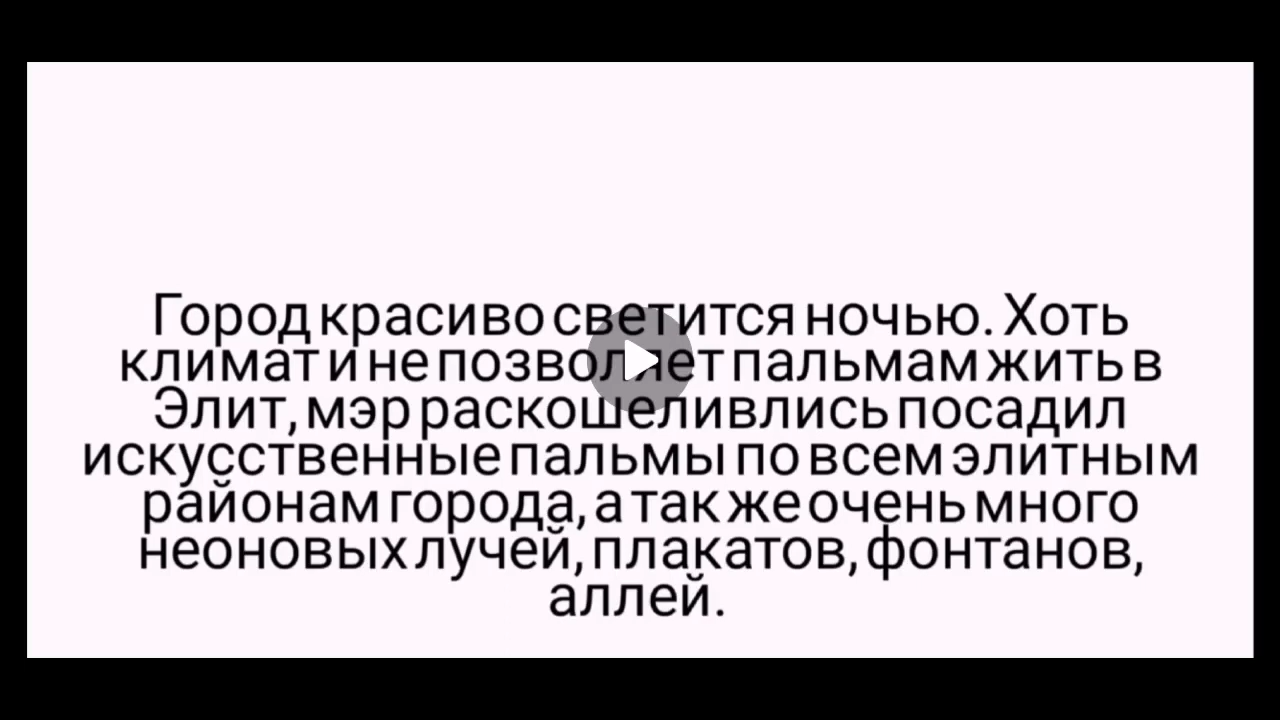 Город красиво светится ночью. Хоть
климат и не позволяет пальмам жить в
Элит, мэр раскошеливлись посадил
искусственные пальмы по всем элитным
районам города, а так же очень много
неоновых лучей, плакатов, фонтанов,
аллей.